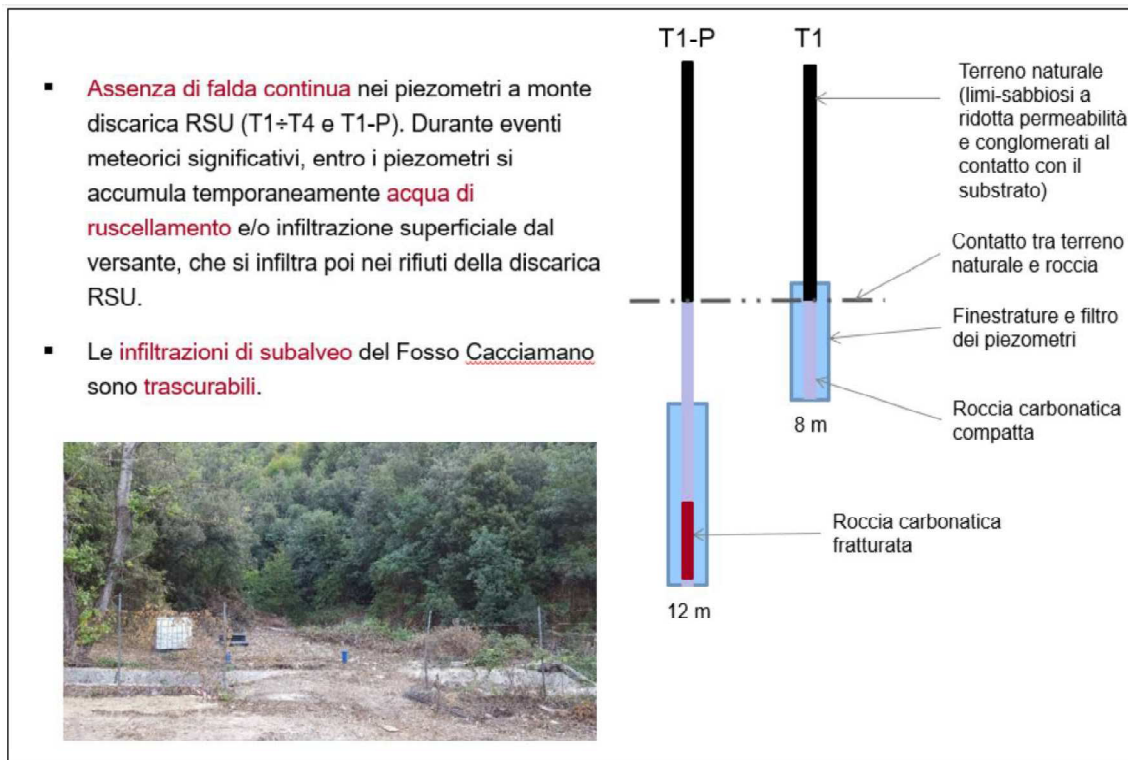 Assenza di falda continua nei piezometri a monte
discarica RSU (T1÷T4 e T1-P). Durante eventi
meteorici significativi, entro i piezometri si
accumula temporaneamente acqua di
ruscellamento e/o infiltrazione superficiale dal
versante, che si infiltra poi nei rifiuti della discarica
RSU.
Le infiltrazioni di subalveo del Fosso Cacciamano
sono trascurabili.
T1-P
T1
Terreno naturale
(limi-sabbiosi a
ridotta permeabilità
e conglomerati al
contatto con il
substrato)
Contatto tra terreno
naturale e roccia
Finestrature e filtro
dei piezometri
Roccia carbonatica
compatta
8 m
Roccia carbonatica
fratturata
12 m